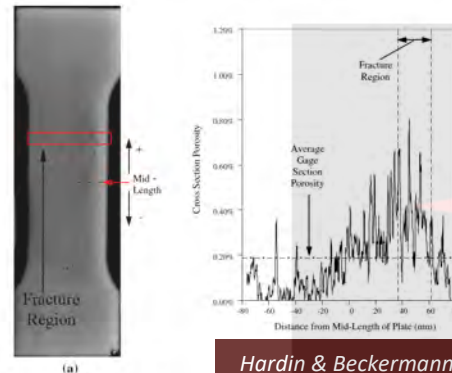 +
Mid -
Length
-
Fracture
Region
(a)
1.20%
1.00%
0.80%
0.60%
0.40%
0.20%
0.00%
Cross Section Porosity
Fracture
Region
Average
Gage
Section
Porosity
-80 -60 -40 -20 0 20 40 60 80
Distance from Mid-Length of Plate (mm)
Hardin & Beckermann